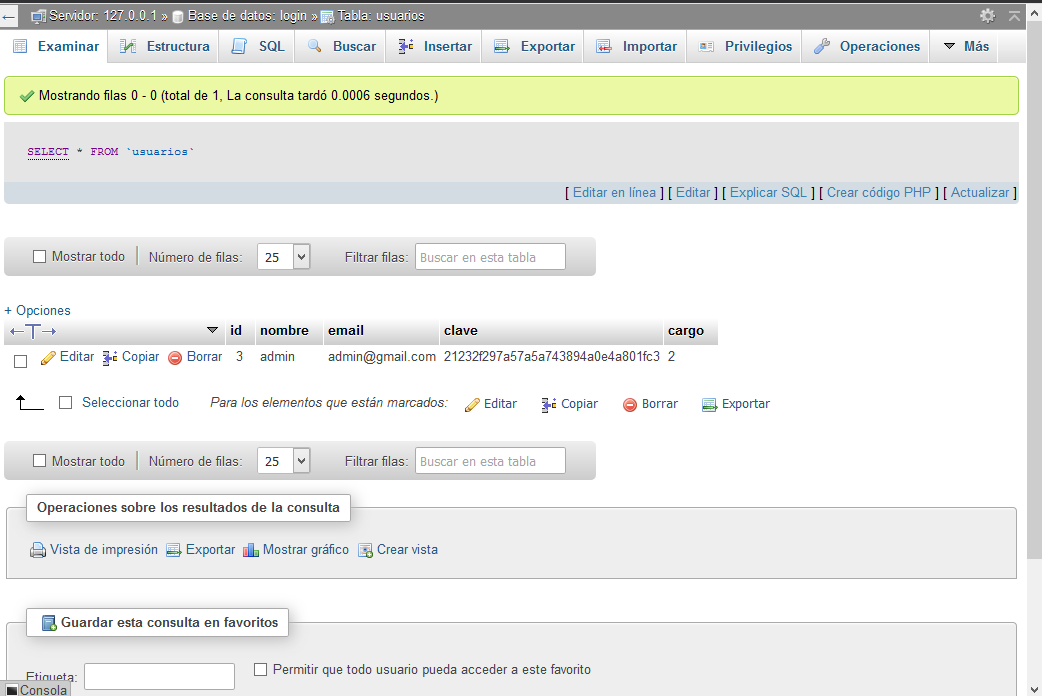 Servidor: 127.0.0.1 » Base de datos: login » Tabla: usuarios
Examinar Estructura SQL Buscar Insertar Exportar Importar Privilegios Operaciones Más
Mostrando filas 0 - 0 (total de 1, La consulta tardó 0.0006 segundos.)
SELECT * FROM `usuarios`
[ Editar en línea ] [ Editar ] [ Explicar SQL ] [ Crear código PHP ] [ Actualizar ]
Mostrar todo Número de filas: 25 Filtrar filas: Buscar en esta tabla
+ Opciones
←T→ id nombre email clave cargo
Editar Copiar Borrar 3 admin admin@gmail.com 21232f297a57a5a743894a0e4a801fc3 2
Seleccionar todo Para los elementos que están marcados: Editar Copiar Borrar Exportar
Mostrar todo Número de filas: 25 Filtrar filas: Buscar en esta tabla
Operaciones sobre los resultados de la consulta
Vista de impresión Exportar Mostrar gráfico Crear vista
Guardar esta consulta en favoritos
Etiqueta: Permitir que todo usuario pueda acceder a este favorito
Consola